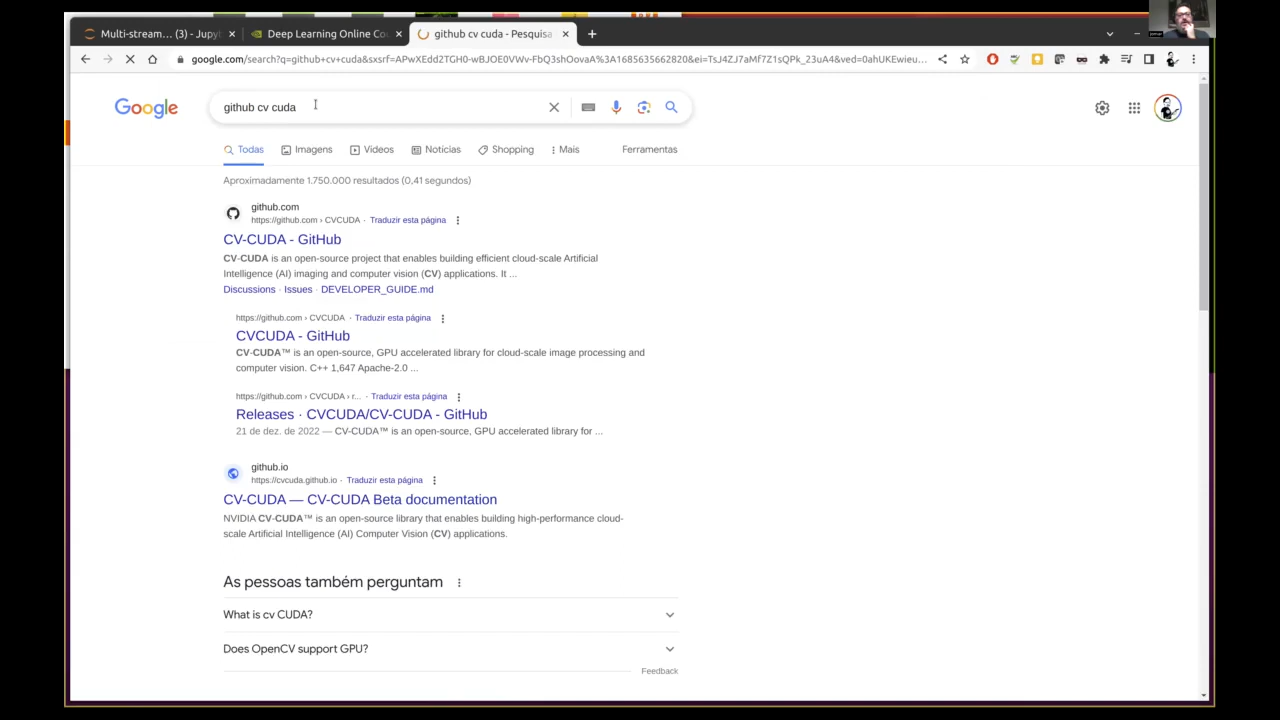 Multi-stream… (3) - Jupyt
Deep Learning Online Co
github cv cuda - Pesquisa
google.com/search?q=github+cv+cuda&sxsrf=APwXEdd2TGH0-wBJOE0VWv-FbQ3shOovaA%3A1685635662820&ei=TsJ4ZJ7aMf7Z1sQPk_23uA4&ved=0ahUKEwieu…
Google
github cv cuda
Todas
Imagens
Vídeos
Notícias
Shopping
Mais
Ferramentas
Aproximadamente 1.750.000 resultados (0,41 segundos)
github.com
https://github.com › CVCUDA · Traduzir esta página
CV-CUDA - GitHub
CV-CUDA is an open-source project that enables building efficient cloud-scale Artificial
Intelligence (AI) imaging and computer vision (CV) applications. It ...
Discussions · Issues · DEVELOPER_GUIDE.md
https://github.com › CVCUDA · Traduzir esta página
CVCUDA - GitHub
CV-CUDA™ is an open-source, GPU accelerated library for cloud-scale image processing and
computer vision. C++ 1,647 Apache-2.0 ...
https://github.com › CVCUDA › r... · Traduzir esta página
Releases · CVCUDA/CV-CUDA - GitHub
21 de dez. de 2022 — CV-CUDA™ is an open-source, GPU accelerated library for ...
github.io
https://cvcuda.github.io · Traduzir esta página
CV-CUDA — CV-CUDA Beta documentation
NVIDIA CV-CUDA™ is an open-source library that enables building high-performance cloud-
scale Artificial Intelligence (AI) Computer Vision (CV) applications.
As pessoas também perguntam
What is cv CUDA?
Does OpenCV support GPU?
Feedback